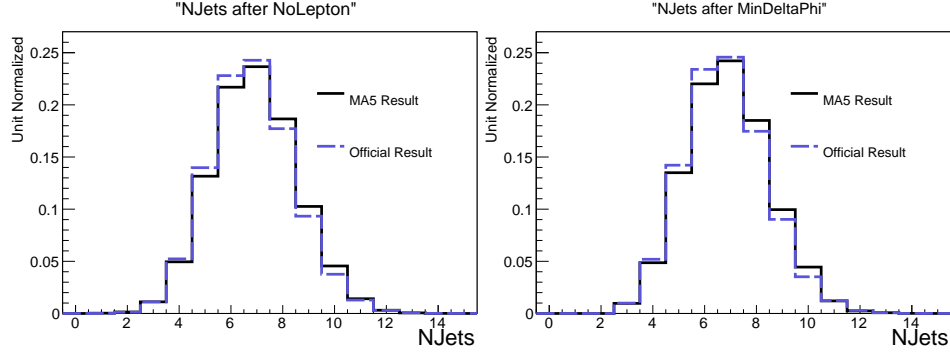 "NJets after NoLepton"
Unit Normalized
0.25
0.2
0.15
0.1
0.05
0
MA5 Result
Official Result
0 2 4 6 8 10 12 14
NJets
"NJets after MinDeltaPhi"
Unit Normalized
0.25
0.2
0.15
0.1
0.05
0
MA5 Result
Official Result
0 2 4 6 8 10 12 14
NJets